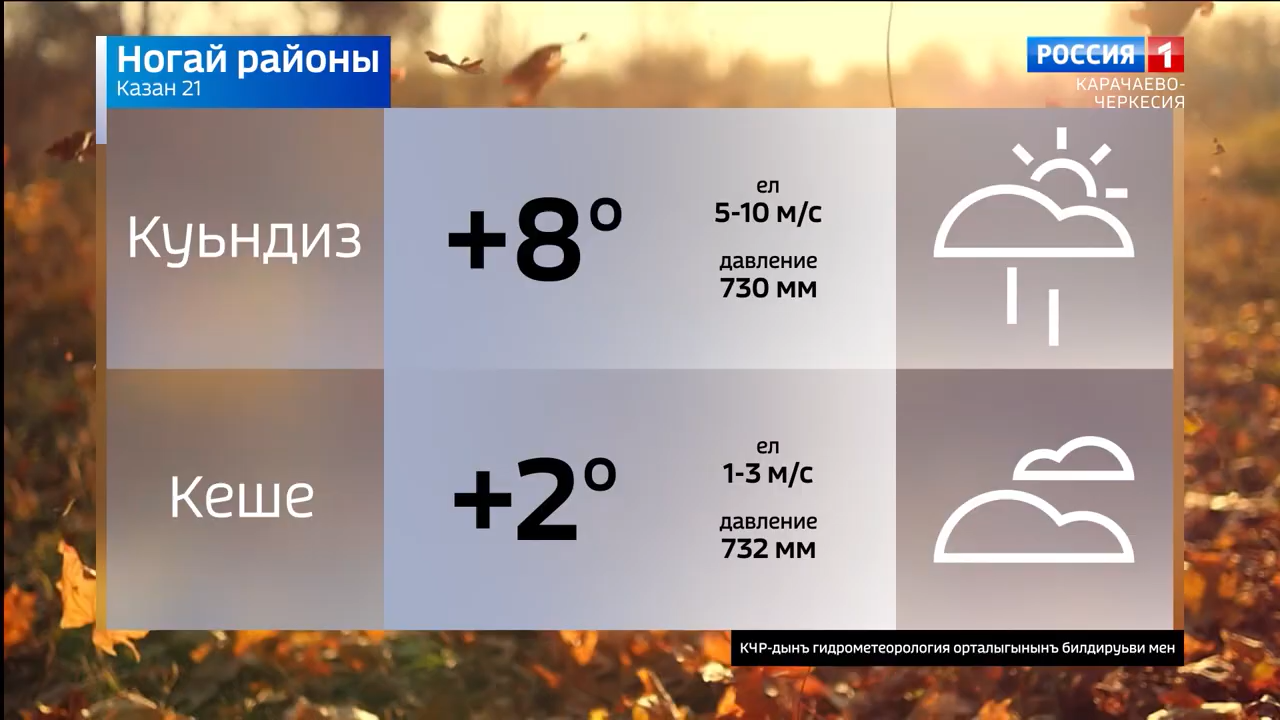 Ногай районы
Казан 21
РОССИЯ 1
КАРАЧАЕВО-
ЧЕРКЕСИЯ
Куьндиз
+8°
ел
5-10 м/с
давление
730 мм
Кеше
+2°
ел
1-3 м/с
давление
732 мм
КЧР-дынъ гидрометеорология орталыгынынъ билдируьви мен